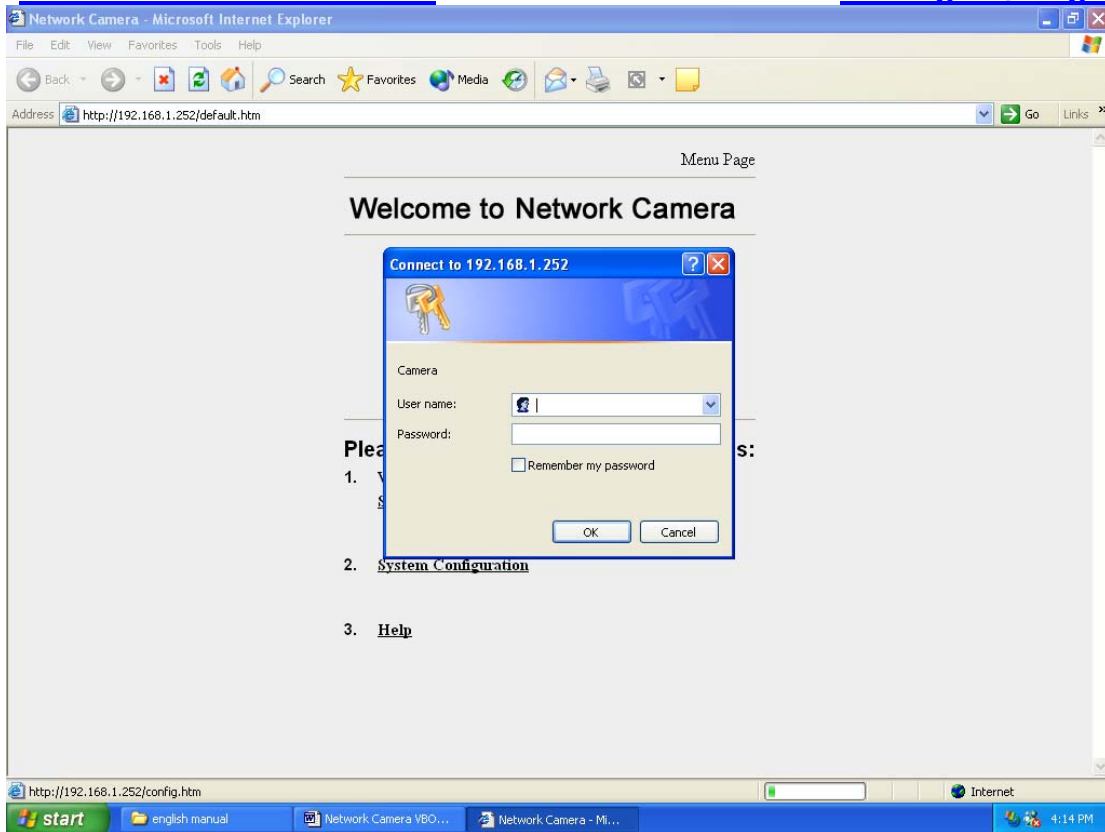 Network Camera - Microsoft Internet Explorer
File Edit View Favorites Tools Help
Back Search Favorites Media
Address http://192.168.1.252/default.htm Go Links »
Menu Page
Welcome to Network Camera
Connect to 192.168.1.252
Camera
User name:
Password:
Remember my password
OK Cancel
s:
1.
2. System Configuration
3. Help
http://192.168.1.252/config.htm Internet
start english manual Network Camera VBO... Network Camera - Mi... 4:14 PM